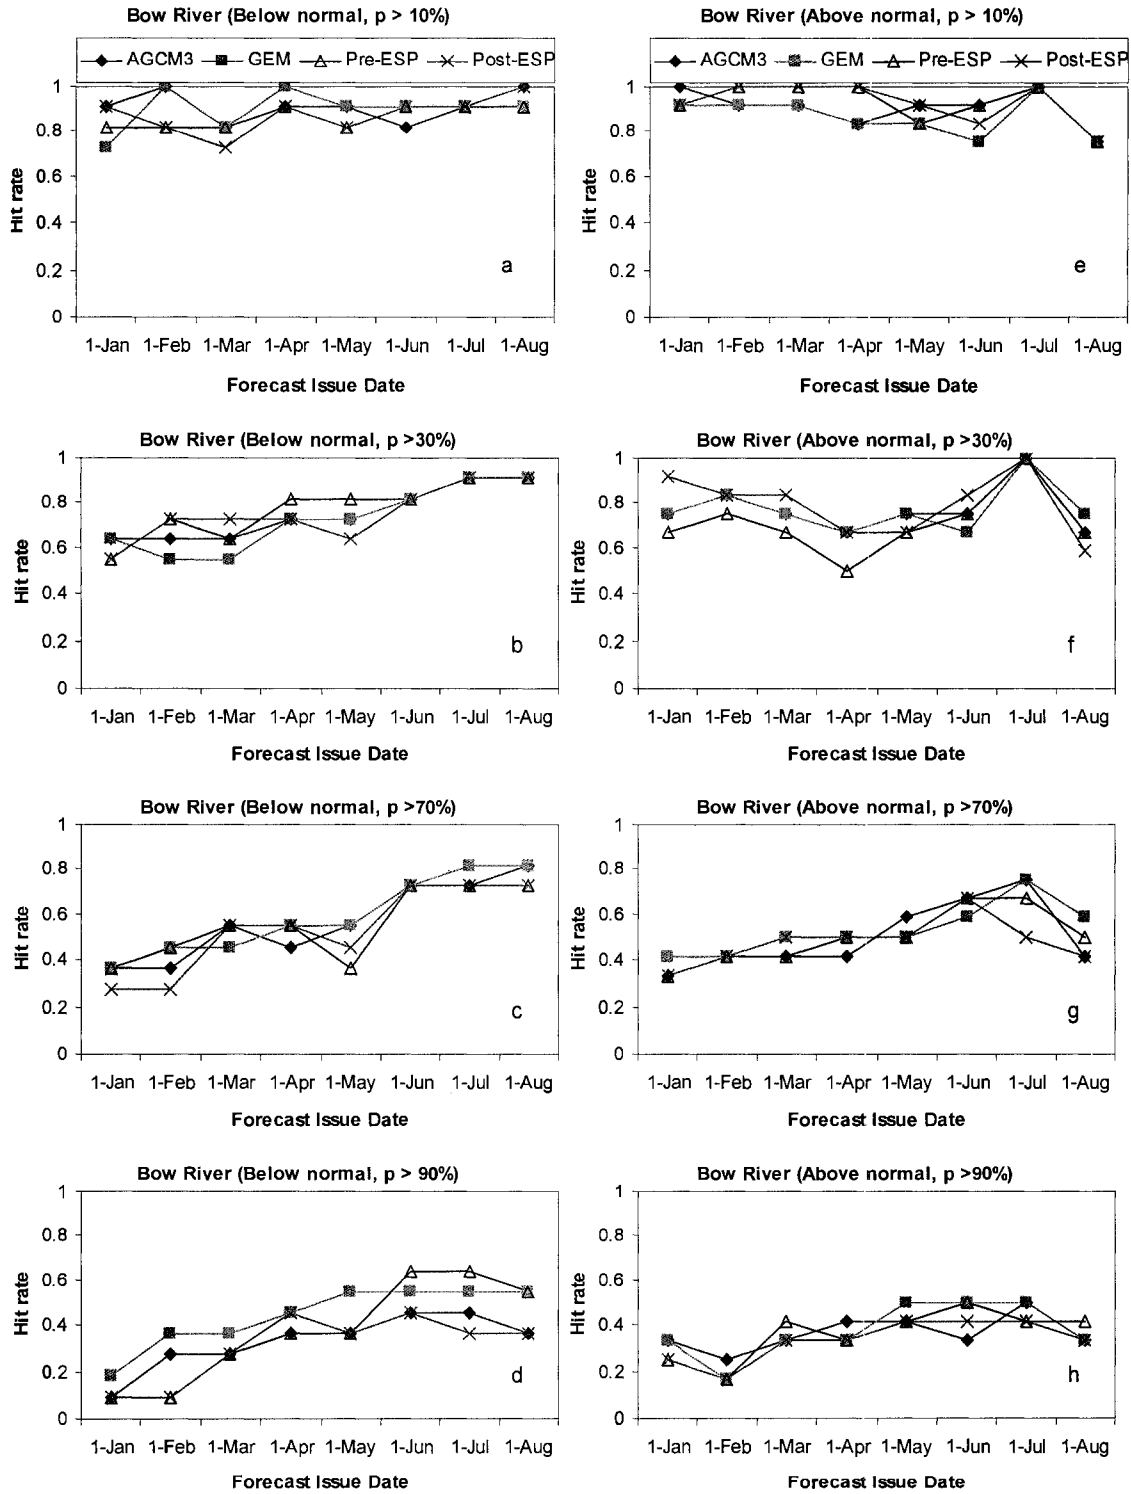 Bow River (Below normal, p > 10%)
AGCM3 GEM Pre-ESP Post-ESP
1
0.8
0.6
0.4
0.2
0
Hit rate
a
1-Jan 1-Feb 1-Mar 1-Apr 1-May 1-Jun 1-Jul 1-Aug
Forecast Issue Date
Bow River (Above normal, p > 10%)
AGCM3 GEM Pre-ESP Post-ESP
1
0.8
0.6
0.4
0.2
0
Hit rate
e
1-Jan 1-Feb 1-Mar 1-Apr 1-May 1-Jun 1-Jul 1-Aug
Forecast Issue Date
Bow River (Below normal, p >30%)
1
0.8
0.6
0.4
0.2
0
Hit rate
b
1-Jan 1-Feb 1-Mar 1-Apr 1-May 1-Jun 1-Jul 1-Aug
Forecast Issue Date
Bow River (Above normal, p >30%)
1
0.8
0.6
0.4
0.2
0
Hit rate
f
1-Jan 1-Feb 1-Mar 1-Apr 1-May 1-Jun 1-Jul 1-Aug
Forecast Issue Date
Bow River (Below normal, p >70%)
1
0.8
0.6
0.4
0.2
0
Hit rate
c
1-Jan 1-Feb 1-Mar 1-Apr 1-May 1-Jun 1-Jul 1-Aug
Forecast Issue Date
Bow River (Above normal, p >70%)
1
0.8
0.6
0.4
0.2
0
Hit rate
g
1-Jan 1-Feb 1-Mar 1-Apr 1-May 1-Jun 1-Jul 1-Aug
Forecast Issue Date
Bow River (Below normal, p > 90%)
1
0.8
0.6
0.4
0.2
0
Hit rate
d
1-Jan 1-Feb 1-Mar 1-Apr 1-May 1-Jun 1-Jul 1-Aug
Forecast Issue Date
Bow River (Above normal, p >90%)
1
0.8
0.6
0.4
0.2
0
Hit rate
h
1-Jan 1-Feb 1-Mar 1-Apr 1-May 1-Jun 1-Jul 1-Aug
Forecast Issue Date